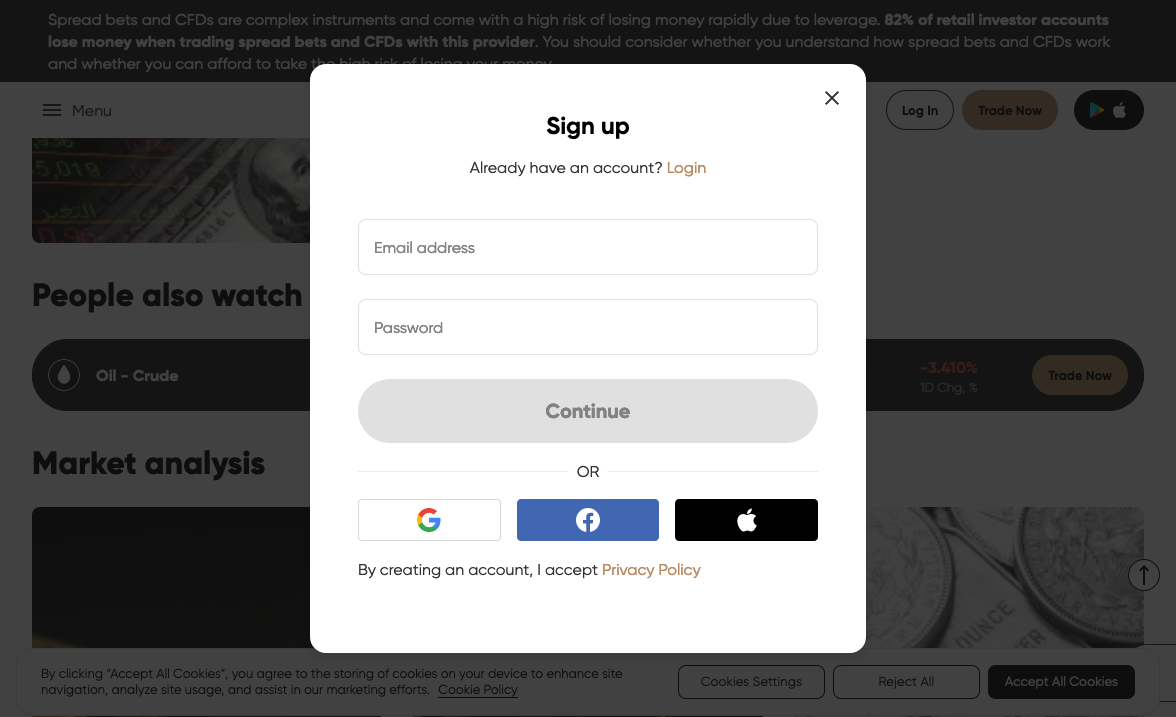 Spread bets and CFDs are complex instruments and come with a high risk of losing money rapidly due to leverage. 82% of retail investor accounts
lose money when trading spread bets and CFDs with this provider. You should consider whether you understand how spread bets and CFDs work
and whether you can afford to take the high risk of losing your money.
Menu
Log In
Trade Now
Sign up
Already have an account? Login
5,019
Email address
People also watch
Password
Oil - Crude
-3.410%
1D Chg, %
Trade Now
Continue
Market analysis
OR
By creating an account, I accept Privacy Policy
OUNCE
By clicking “Accept All Cookies”, you agree to the storing of cookies on your device to enhance site
navigation, analyze site usage, and assist in our marketing efforts. Cookie Policy
Cookies Settings
Reject All
Accept All Cookies